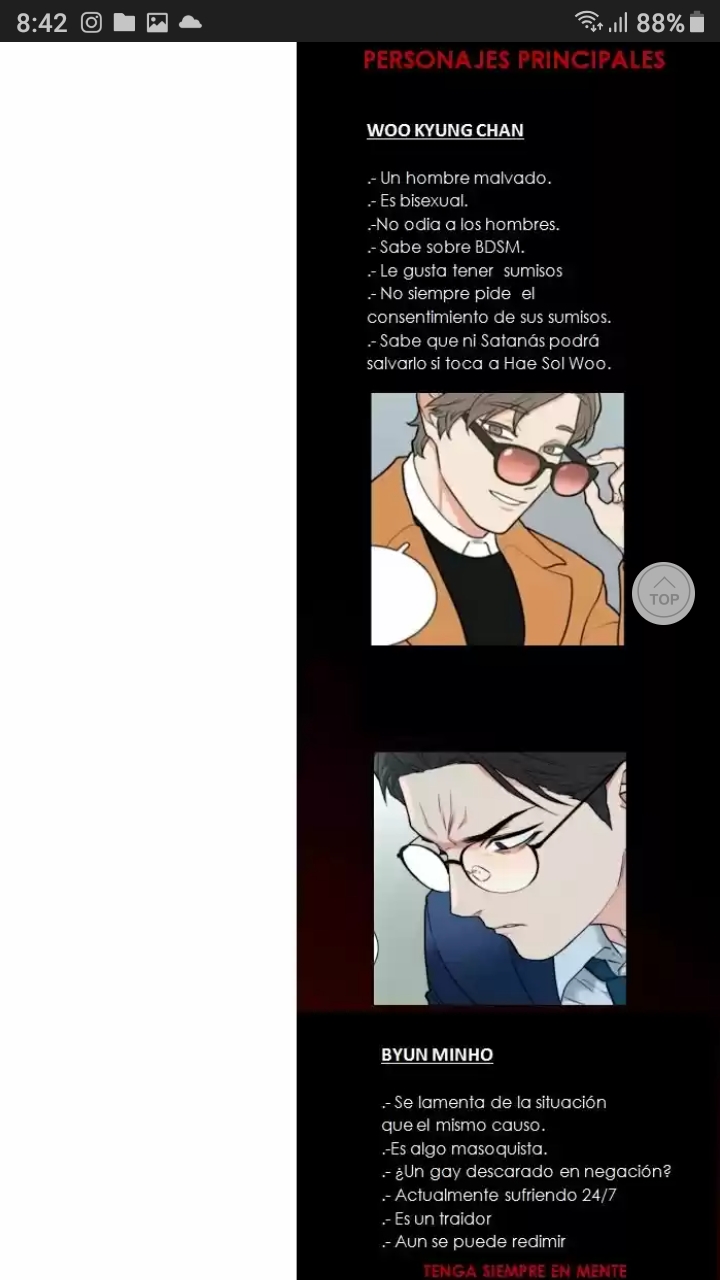 8:42
88%
PERSONAJES PRINCIPALES
WOO KYUNG CHAN
.- Un hombre malvado.
.- Es bisexual.
.-No odia a los hombres.
.- Sabe sobre BDSM.
.- Le gusta tener sumisos
.- No siempre pide el
consentimiento de sus sumisos.
.- Sabe que ni Satanás podrá
salvarlo si toca a Hae Sol Woo.
TOP
BYUN MINHO
.- Se lamenta de la situación
que el mismo causo.
.-Es algo masoquista.
.- ¿Un gay descarado en negación?
.- Actualmente sufriendo 24/7
.- Es un traidor
.- Aun se puede redimir
TENGA SIEMPRE EN MENTE